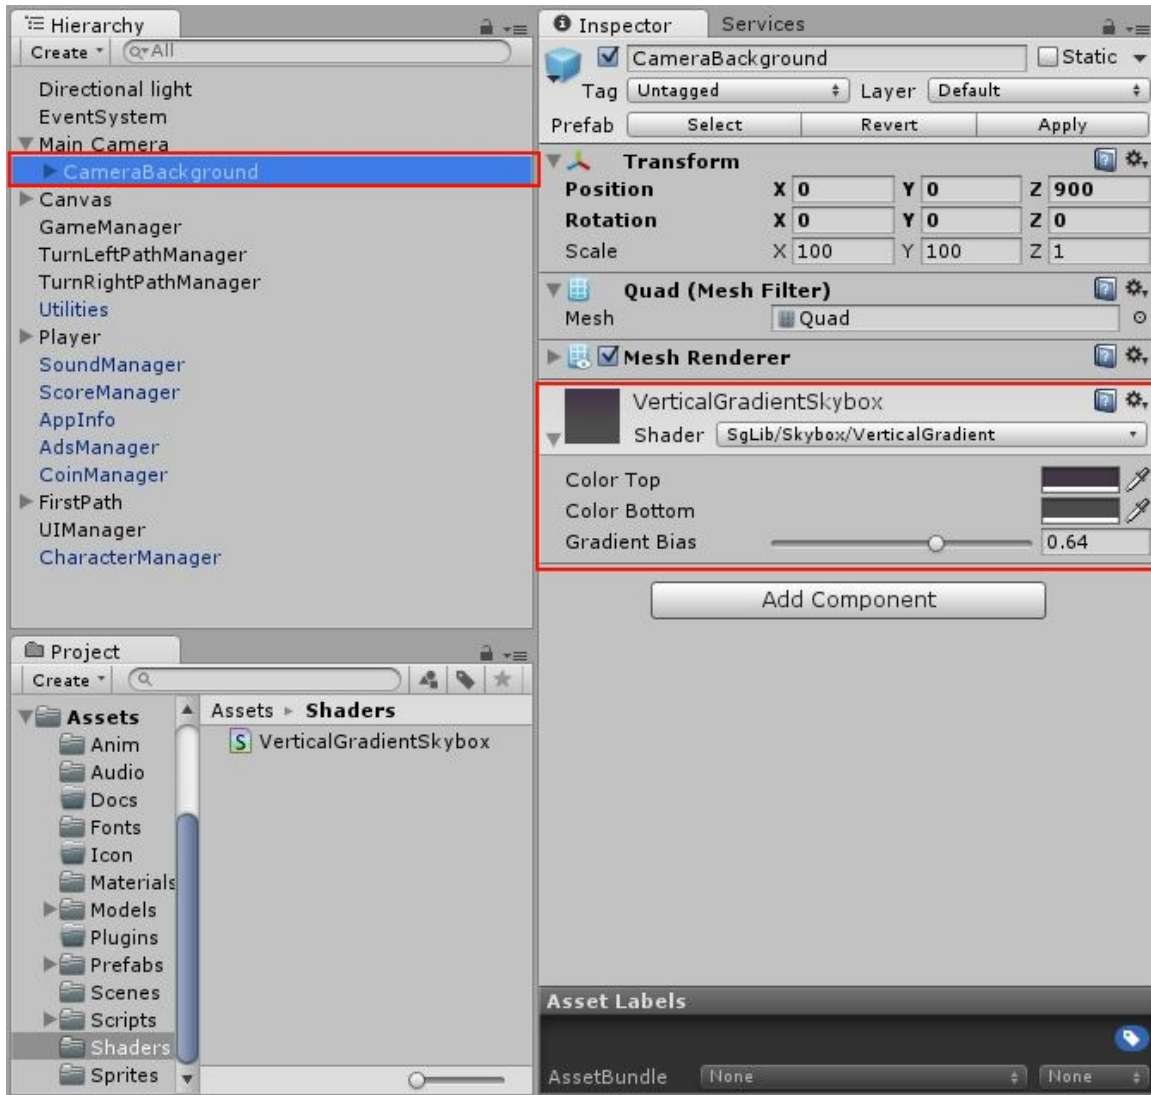 Hierarchy
Create
All
Directional light
EventSystem
Main Camera
CameraBackground
Canvas
GameManager
TurnLeftPathManager
TurnRightPathManager
Utilities
Player
SoundManager
ScoreManager
AppInfo
AdsManager
CoinManager
FirstPath
UIManager
CharacterManager
Project
Create
Assets
Anim
Audio
Docs
Fonts
Icon
Materials
Models
Plugins
Prefabs
Scenes
Scripts
Shaders
Sprites
Assets Shaders
S VerticalGradientSkybox
Inspector Services
CameraBackground Static
Tag Untagged Layer Default
Prefab Select Revert Apply
Transform
Position X 0 Y 0 Z 900
Rotation X 0 Y 0 Z 0
Scale X 100 Y 100 Z 1
Quad (Mesh Filter)
Mesh Quad
Mesh Renderer
VerticalGradientSkybox
Shader SgLib/Skybox/VerticalGradient
Color Top
Color Bottom
Gradient Bias 0.64
Add Component
Asset Labels
AssetBundle None None